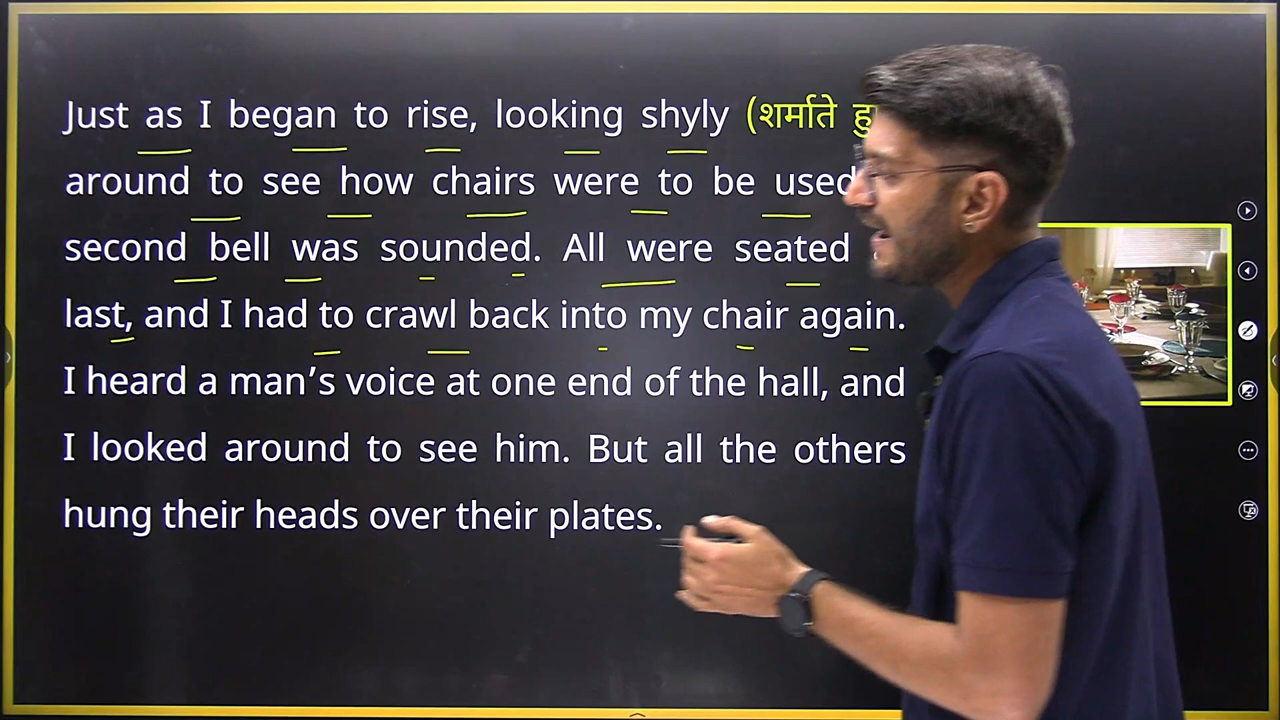 Just as I began to rise, looking shyly (शर्माते
around to see how chairs were to be used
second bell was sounded. All were seated
last, and I had to crawl back into my chair again.
I heard a man’s voice at one end of the hall, and
I looked around to see him. But all the others
hung their heads over their plates.